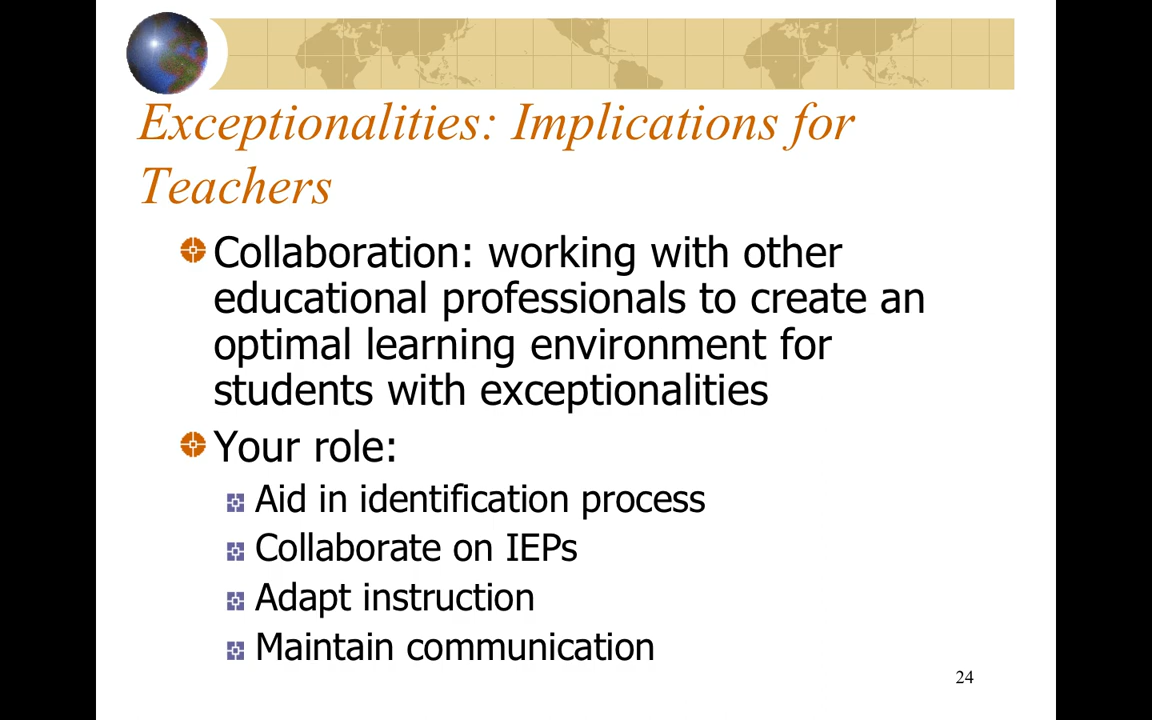 Exceptionalities: Implications for
Teachers
Collaboration: working with other
educational professionals to create an
optimal learning environment for
students with exceptionalities
Your role:
Aid in identification process
Collaborate on IEPs
Adapt instruction
Maintain communication
24